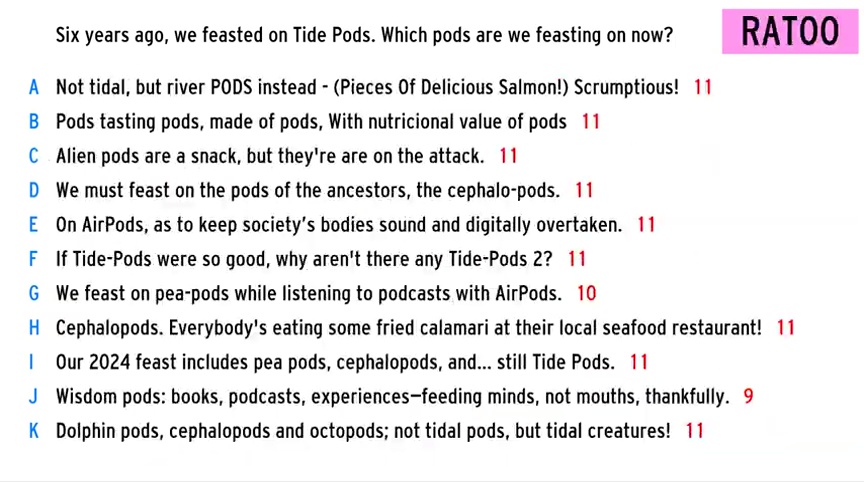 Six years ago, we feasted on Tide Pods. Which pods are we feasting on now?
RATOO
A Not tidal, but river PODS instead - (Pieces Of Delicious Salmon!) Scrumptious! 11
B Pods tasting pods, made of pods, With nutricional value of pods 11
C Alien pods are a snack, but they're are on the attack. 11
D We must feast on the pods of the ancestors, the cephalo-pods. 11
E On AirPods, as to keep society's bodies sound and digitally overtaken. 11
F If Tide-Pods were so good, why aren't there any Tide-Pods 2? 11
G We feast on pea-pods while listening to podcasts with AirPods. 10
H Cephalopods. Everybody's eating some fried calamari at their local seafood restaurant! 11
I Our 2024 feast includes pea pods, cephalopods, and... still Tide Pods. 11
J Wisdom pods: books, podcasts, experiences—feeding minds, not mouths, thankfully. 9
K Dolphin pods, cephalopods and octopods; not tidal pods, but tidal creatures! 11